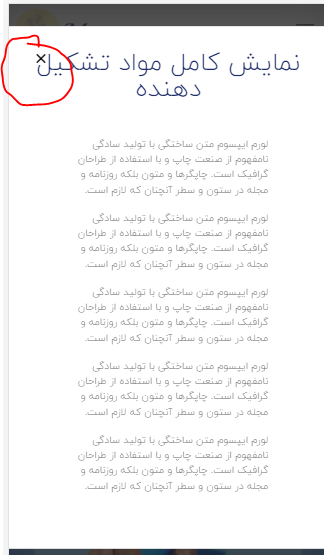 ×
نمایش کامل مواد تشکیل
دهنده
لورم ایپسوم متن ساختگی با تولید سادگی
نامفهوم از صنعت چاپ و با استفاده از طراحان
گرافیک است. چاپگرها و متون بلکه روزنامه و
مجله در ستون و سطر آنچنان که لازم است.
لورم ایپسوم متن ساختگی با تولید سادگی
نامفهوم از صنعت چاپ و با استفاده از طراحان
گرافیک است. چاپگرها و متون بلکه روزنامه و
مجله در ستون و سطر آنچنان که لازم است.
لورم ایپسوم متن ساختگی با تولید سادگی
نامفهوم از صنعت چاپ و با استفاده از طراحان
گرافیک است. چاپگرها و متون بلکه روزنامه و
مجله در ستون و سطر آنچنان که لازم است.
لورم ایپسوم متن ساختگی با تولید سادگی
نامفهوم از صنعت چاپ و با استفاده از طراحان
گرافیک است. چاپگرها و متون بلکه روزنامه و
مجله در ستون و سطر آنچنان که لازم است.
لورم ایپسوم متن ساختگی با تولید سادگی
نامفهوم از صنعت چاپ و با استفاده از طراحان
گرافیک است. چاپگرها و متون بلکه روزنامه و
مجله در ستون و سطر آنچنان که لازم است.